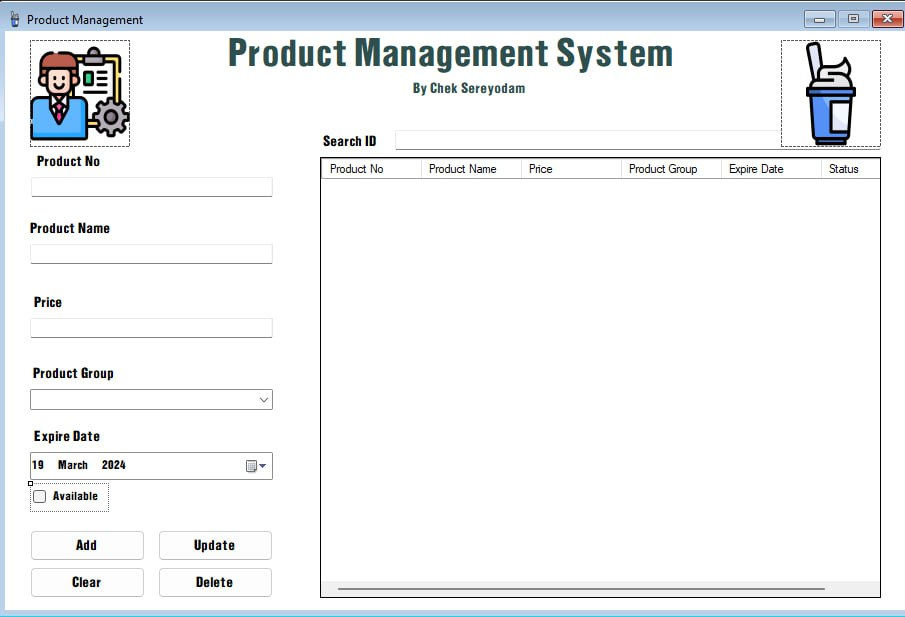 Product Management
Product Management System
By Chek Sereyodam
Search ID
Product No
Product No
Product Name
Price
Product Group
Expire Date
Status
Product Name
Price
Product Group
Expire Date
19 March 2024
Available
Add
Update
Clear
Delete